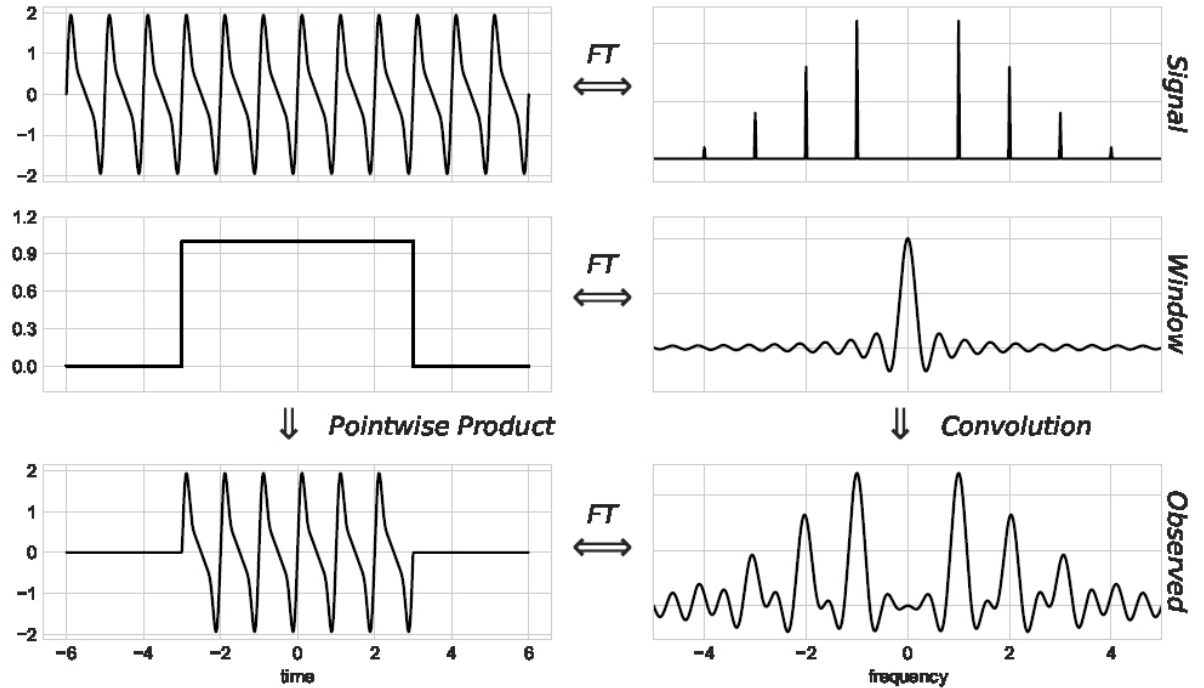 2
1
0
−1
−2
FT
Signal
1.2
0.9
0.6
0.3
0.0
FT
Window
Pointwise Product
Convolution
2
1
0
−1
−2
FT
Observed
−6 −4 −2 0 2 4 6
time
−4 −2 0 2 4
frequency